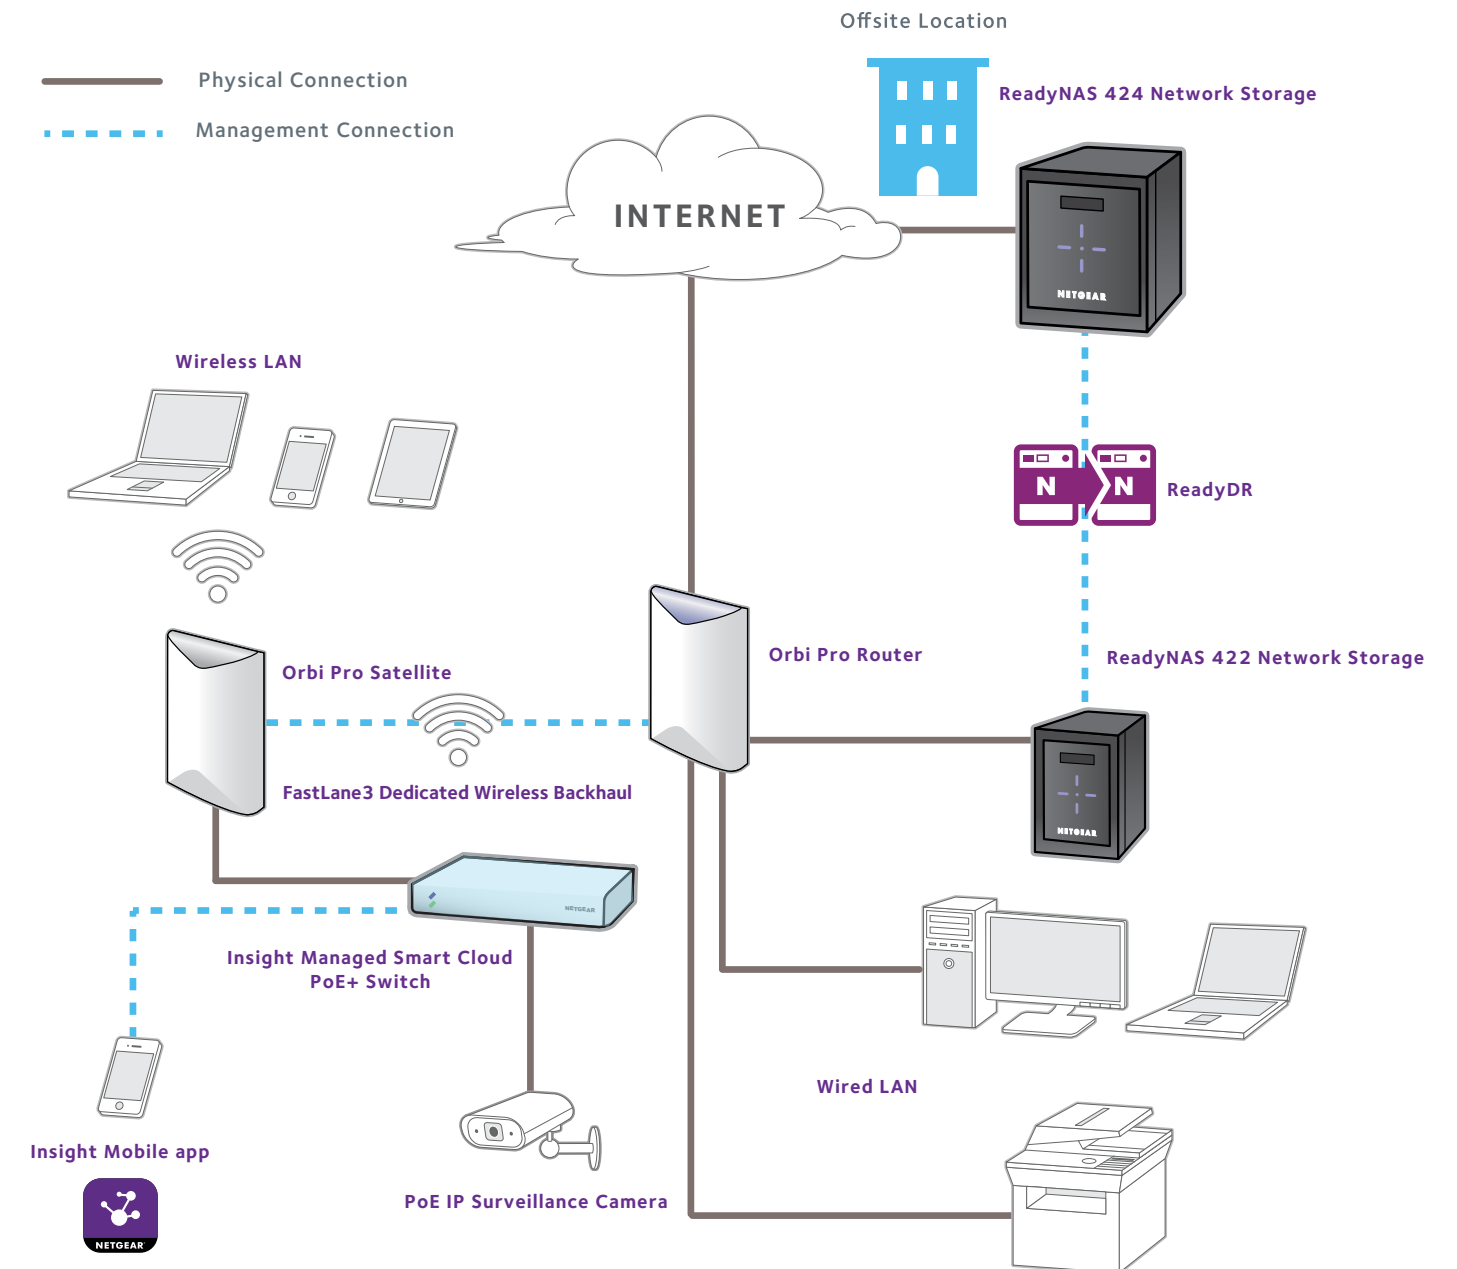 Offsite Location
Physical Connection
ReadyNAS 424 Network Storage
Management Connection
INTERNET
NETGEAR
Wireless LAN
N
N
ReadyDR
Orbi Pro Router
ReadyNAS 422 Network Storage
Orbi Pro Satellite
FastLane3 Dedicated Wireless Backhaul
NETGEAR
NETGEAR
Insight Managed Smart Cloud
PoE+ Switch
Wired LAN
Insight Mobile app
PoE IP Surveillance Camera
NETGEAR